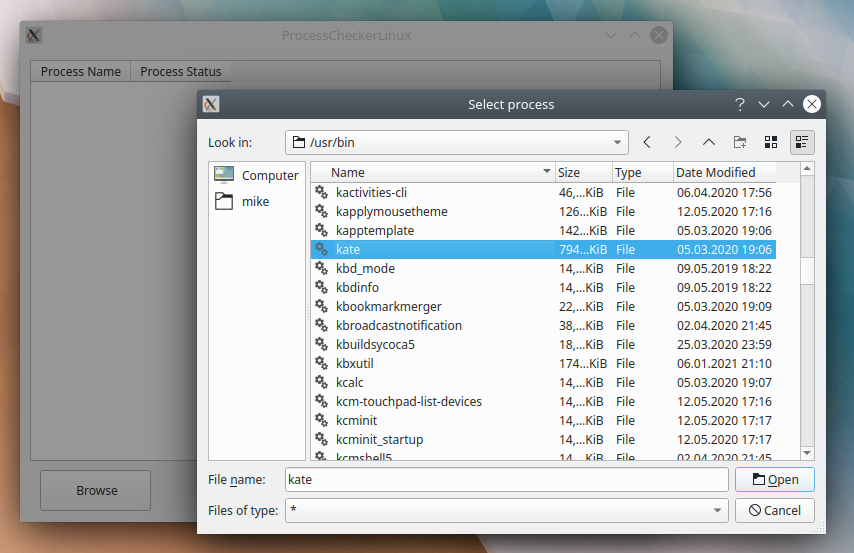 ProcessCheckerLinux
Process Name Process Status
Select process
Look in: /usr/bin
Computer
mike
Name Size Type Date Modified
kactivities-cli 46,...KiB File 06.04.2020 17:56
kapplymousetheme 126...KiB File 12.05.2020 17:16
kapptemplate 142...KiB File 05.03.2020 19:06
kate 794...KiB File 05.03.2020 19:06
kbd_mode 14,...KiB File 09.05.2019 18:22
kbdinfo 14,...KiB File 09.05.2019 18:22
kbookmarkmerger 22,...KiB File 05.03.2020 19:09
kbroadcastnotification 38,...KiB File 02.04.2020 21:45
kbuildsycoca5 18,...KiB File 25.03.2020 23:59
kbxutil 174...KiB File 06.01.2021 21:10
kcalc 14,...KiB File 05.03.2020 19:07
kcm-touchpad-list-devices 14,...KiB File 12.05.2020 17:16
kcminit 14,...KiB File 12.05.2020 17:17
kcminit_startup 14,...KiB File 12.05.2020 17:17
kcmshell5 14,...KiB File 02.04.2020 21:45
File name: kate Open
Files of type: * Cancel
Browse